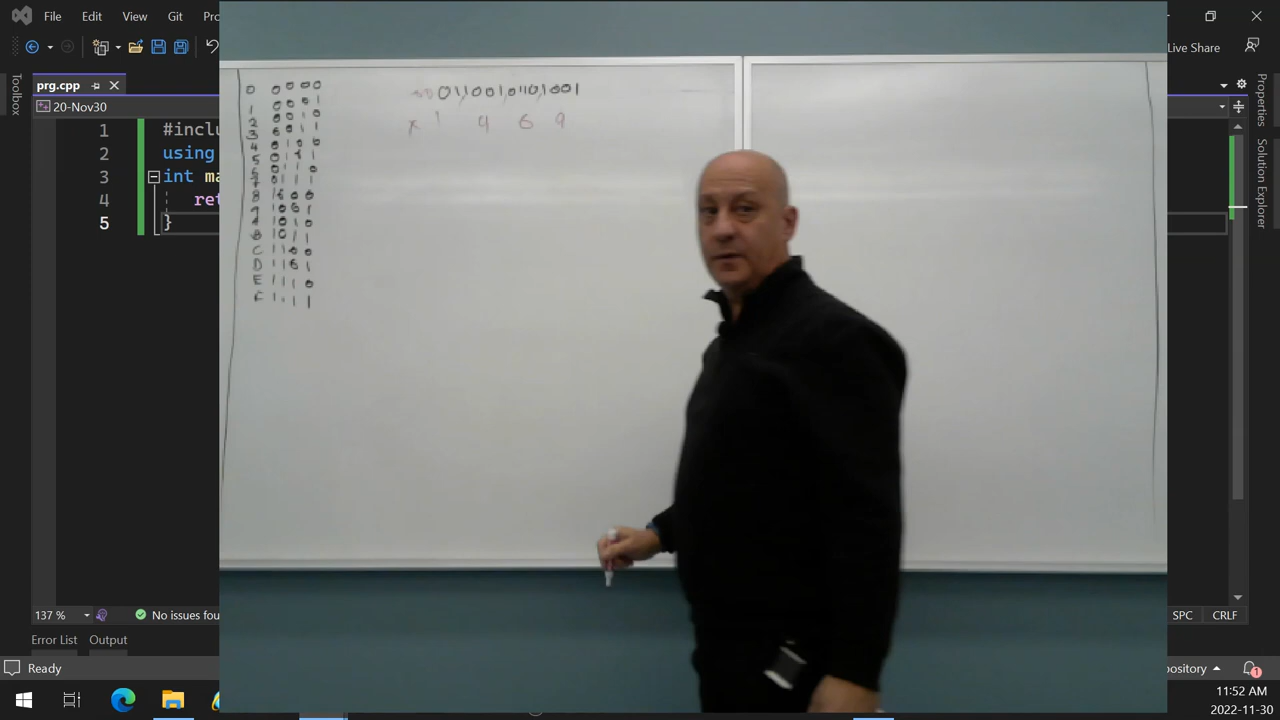 File Edit View Git Pr
Live Share
prg.cpp
20-Nov30
Toolbox
Properties
Solution Explorer
1 #inclu
2 using
3 int ma
4 ret
5 }
0 0000
1 0001
2 0010
3 0011
4 0100
5 0101
6 0110
7 0111
8 1000
9 1001
A 1010
B 1011
C 1100
D 1101
E 1110
F 1111
x 1 4 6 9
137 % No issues fou
SPC CRLF
Error List Output
Ready
pository 1
11:52 AM
2022-11-30